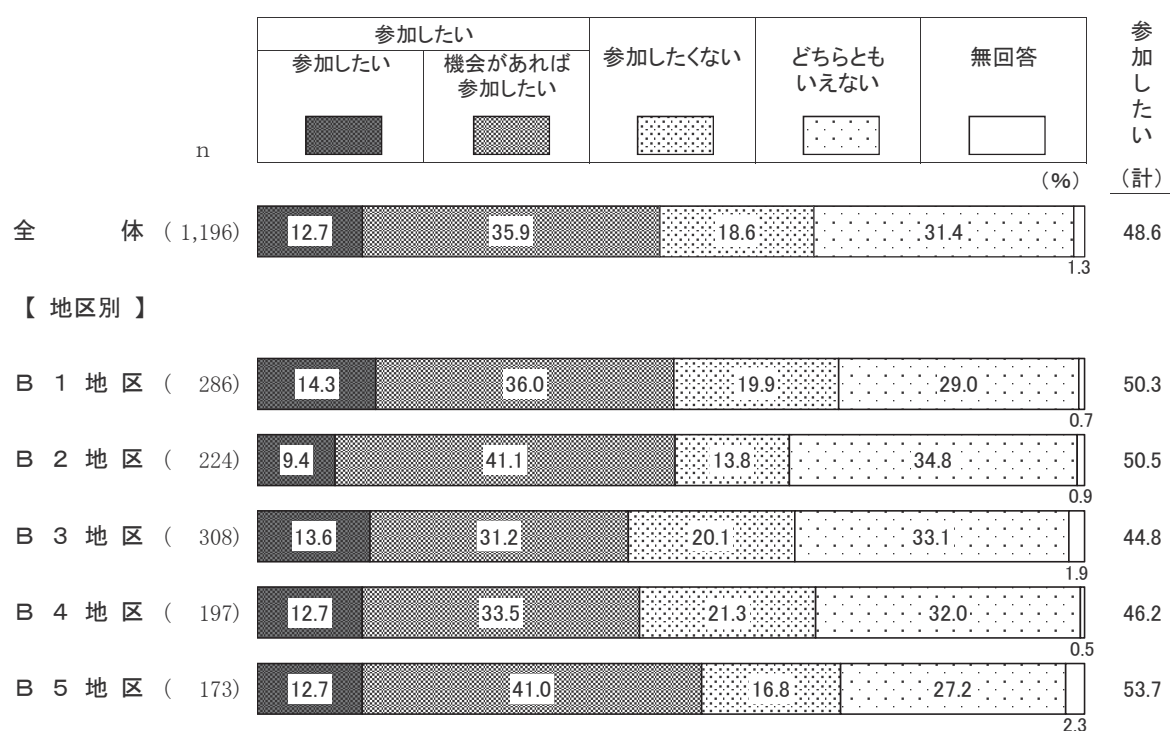 参加したい
参加したい 機会があれば 参加したい 参加したくない どちらとも いえない 無回答
参加したい
(計)
n
(%)
全 体 ( 1,196) 12.7 35.9 18.6 31.4 1.3 48.6
【 地区別 】
B 1 地 区 ( 286) 14.3 36.0 19.9 29.0 0.7 50.3
B 2 地 区 ( 224) 9.4 41.1 13.8 34.8 0.9 50.5
B 3 地 区 ( 308) 13.6 31.2 20.1 33.1 1.9 44.8
B 4 地 区 ( 197) 12.7 33.5 21.3 32.0 0.5 46.2
B 5 地 区 ( 173) 12.7 41.0 16.8 27.2 2.3 53.7